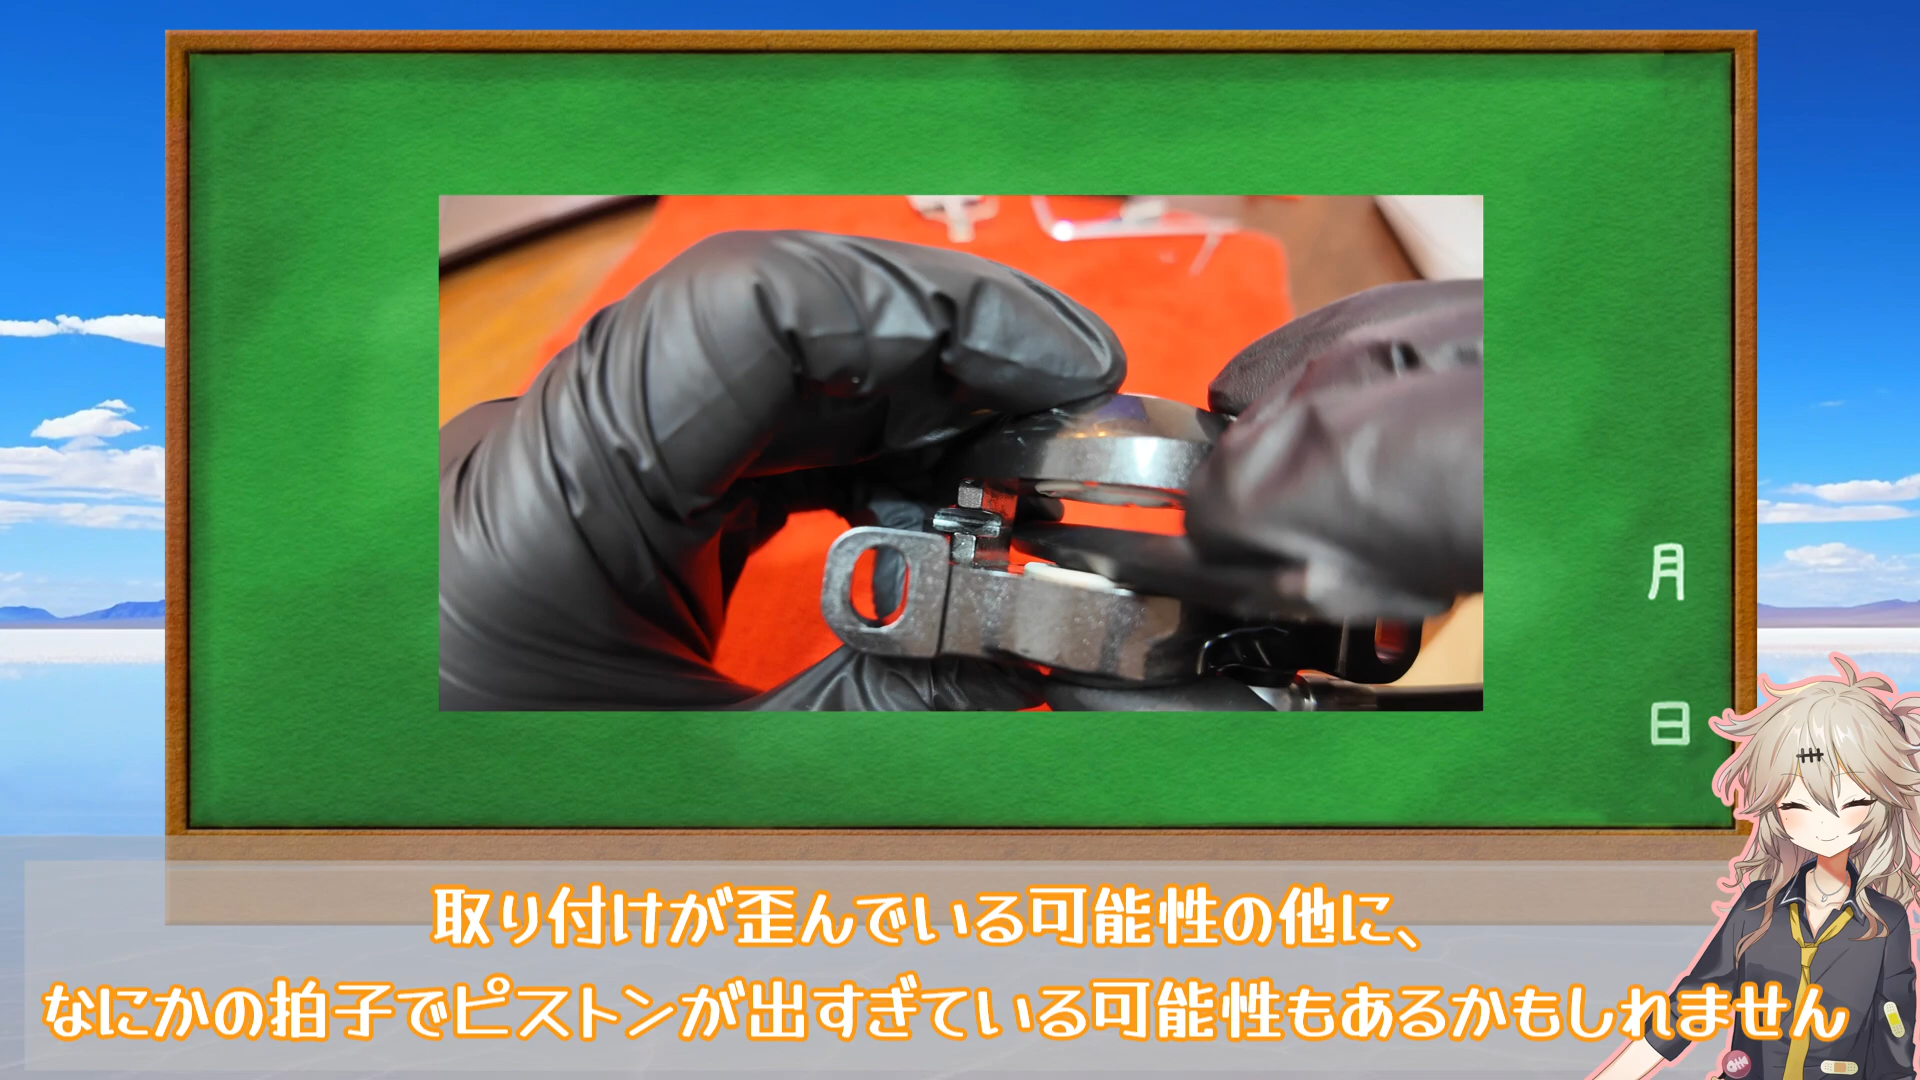 月
日
取り付けが歪んでいる可能性の他に、
なにかの拍子でピストンが出すぎている可能性もあるかもしれません